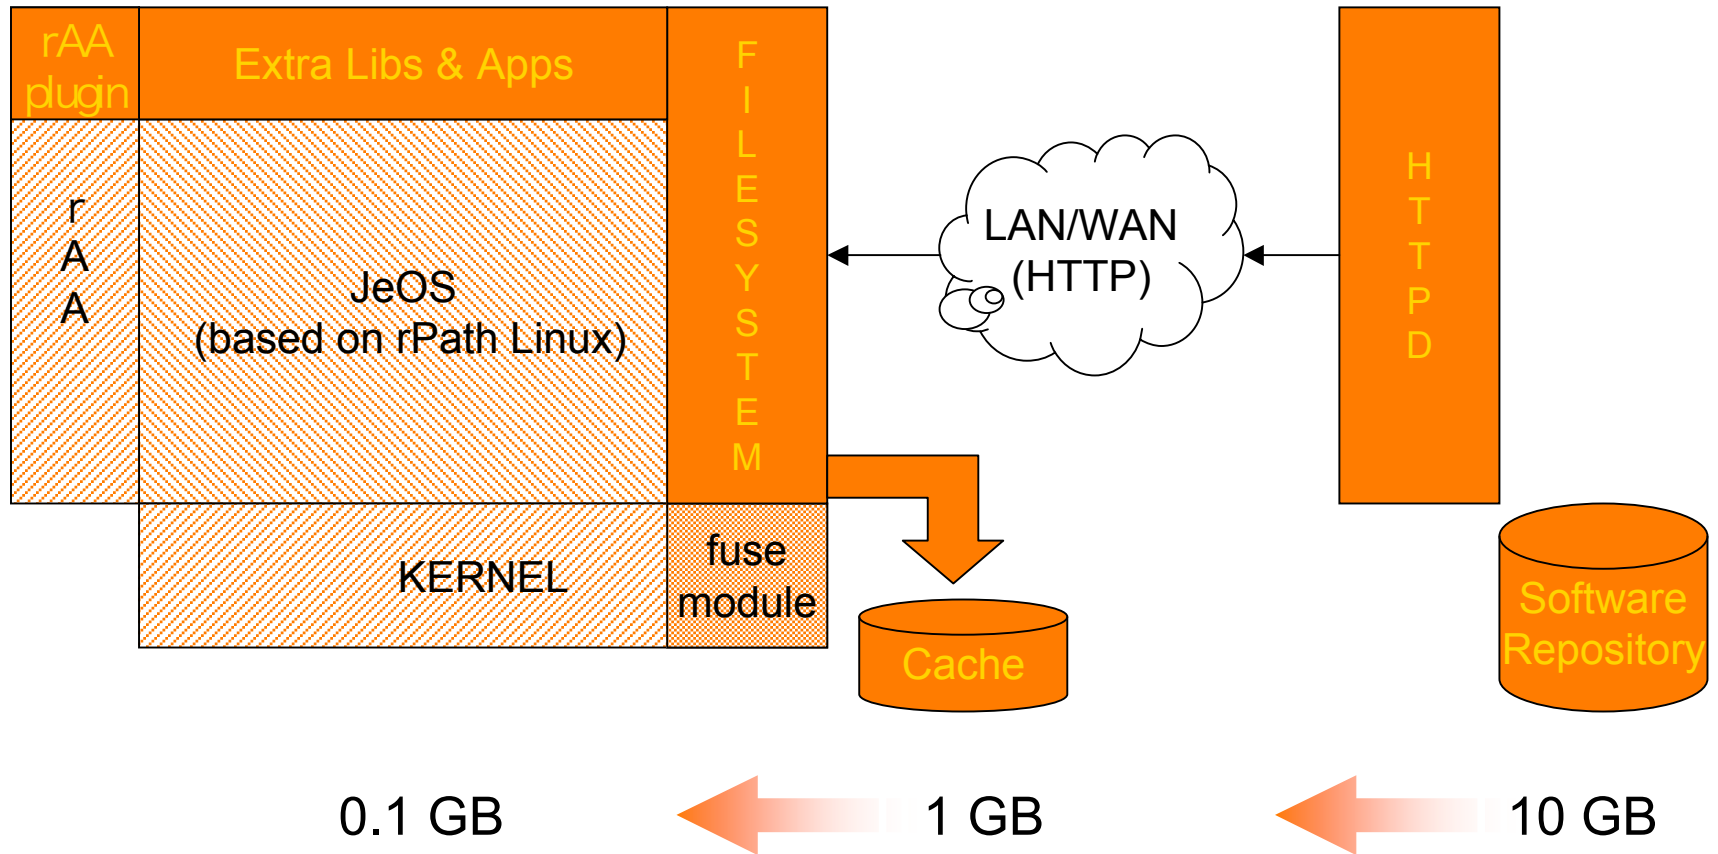 rAA
plugin
Extra Libs & Apps
F
I
L
E
S
Y
S
T
E
M
r
A
A
JeOS
(based on rPath Linux)
KERNEL
fuse
module
LAN/WAN
(HTTP)
H
T
T
P
D
Cache
Software
Repository
0.1 GB
1 GB
10 GB